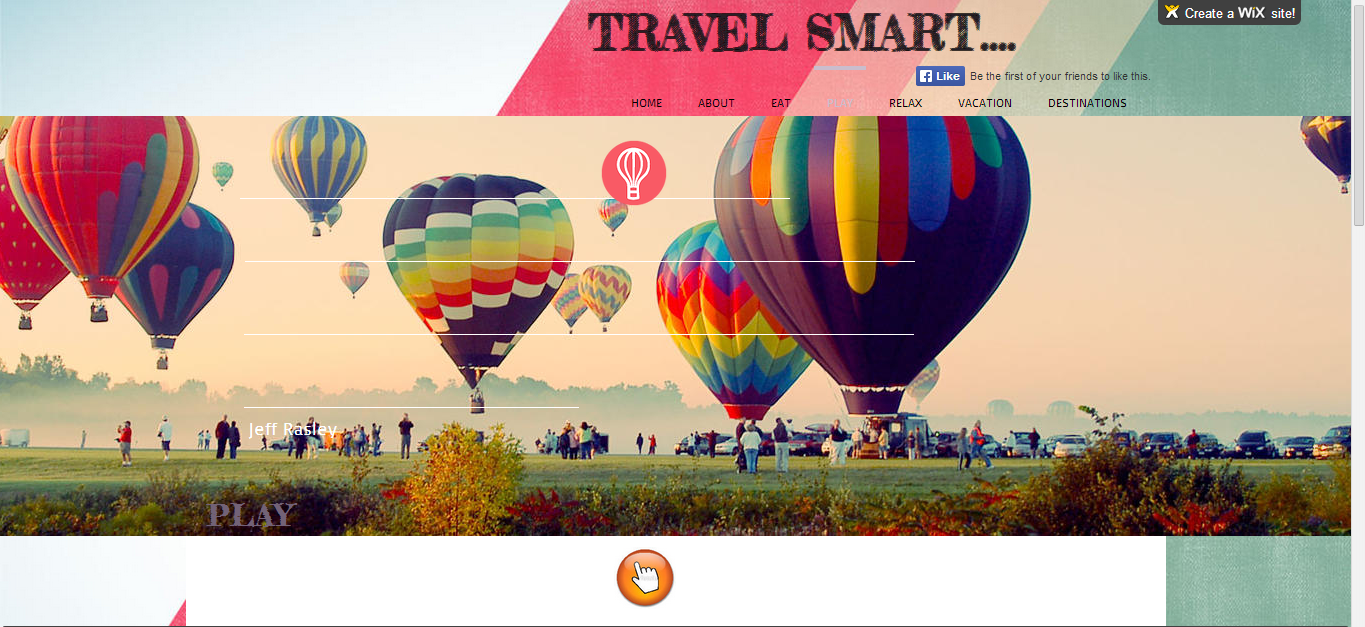 Create a WiX site!
TRAVEL SMART....
Like Be the first of your friends to like this.
HOME ABOUT EAT PLAY RELAX VACATION DESTINATIONS
Jeff Rasley
PLAY